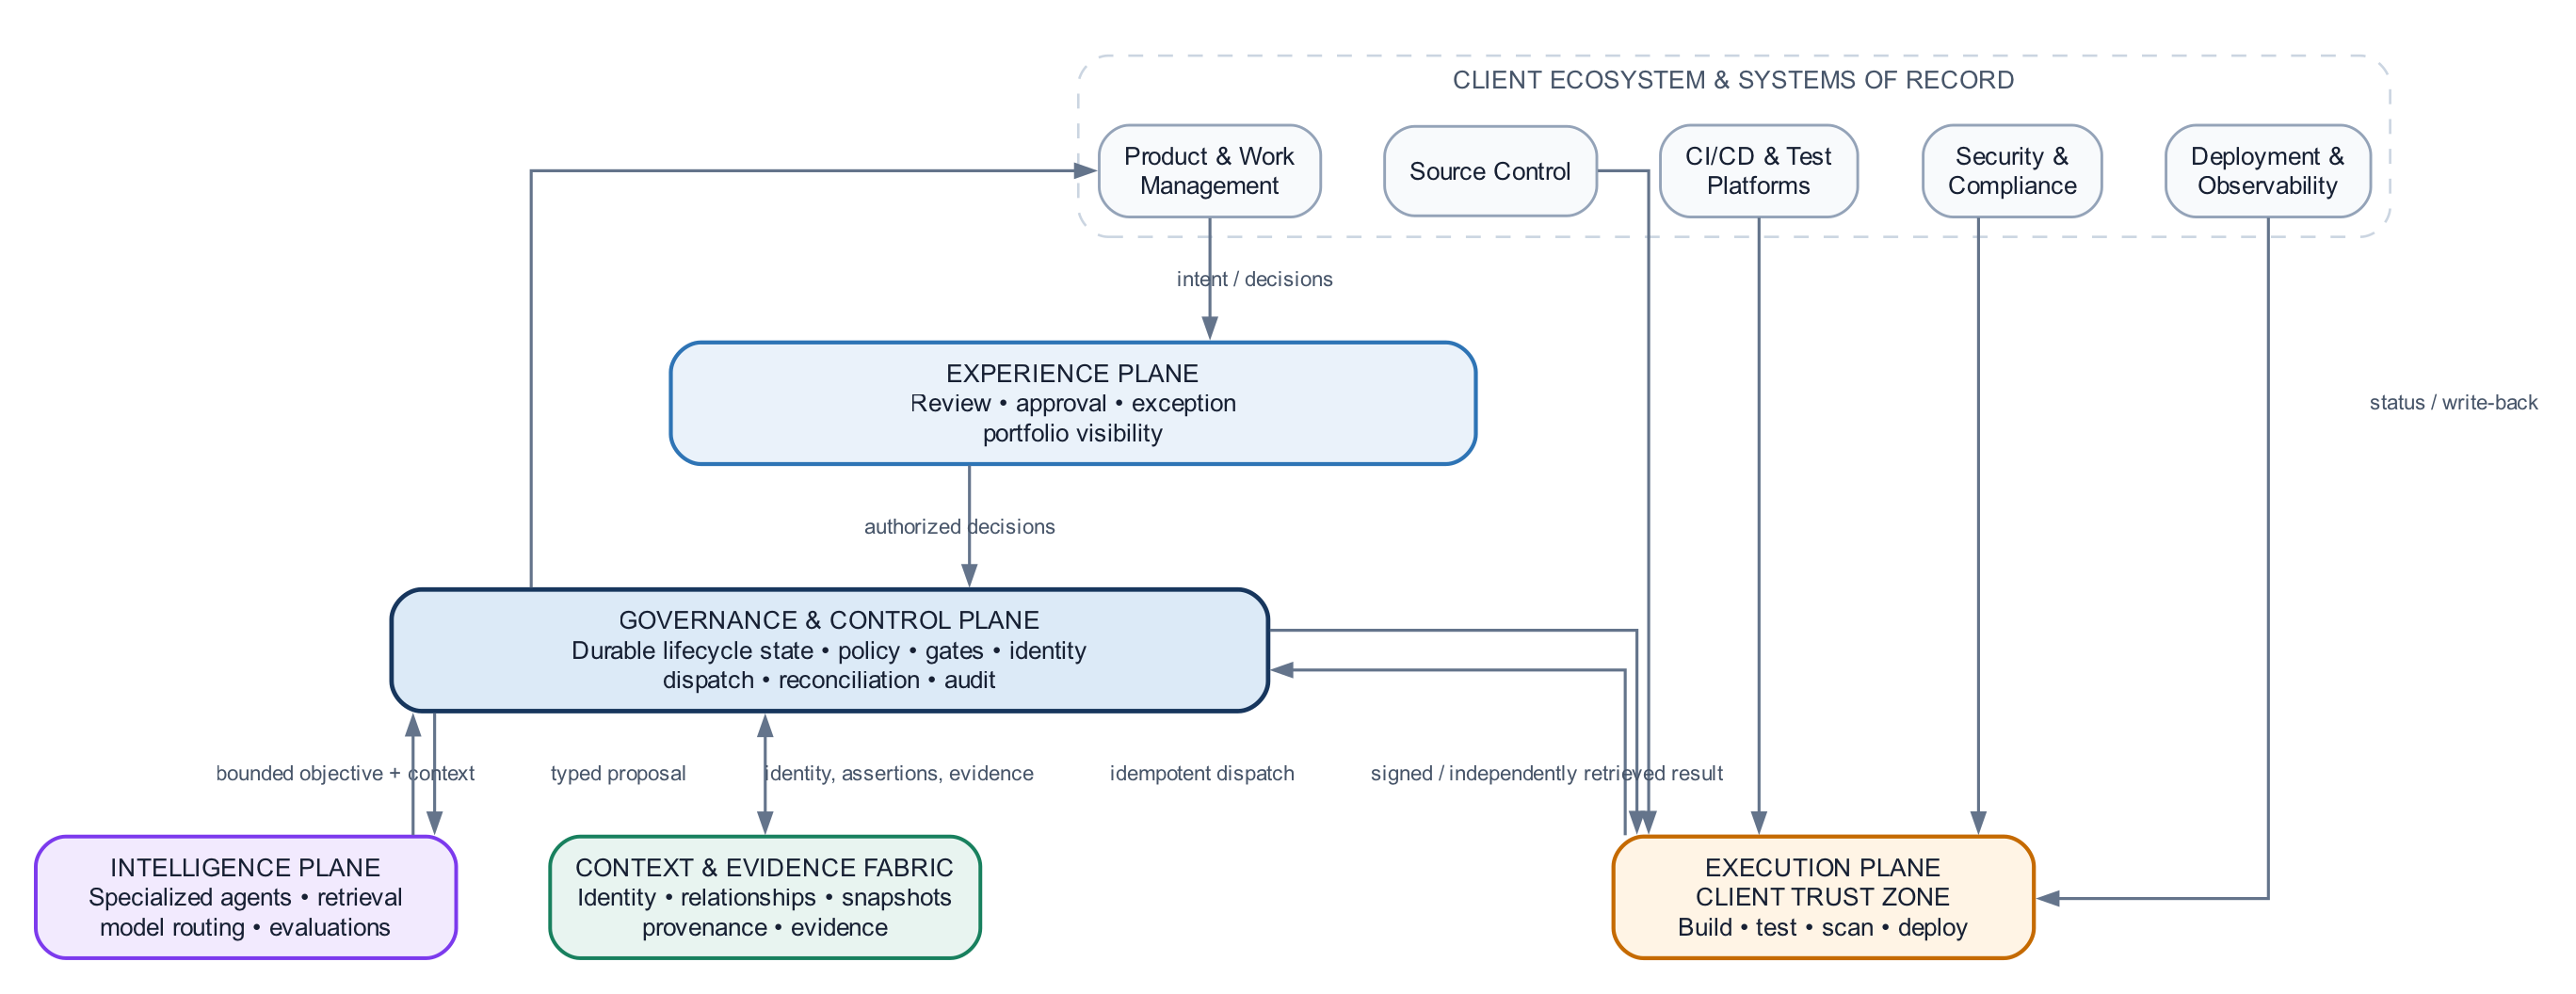 CLIENT ECOSYSTEM & SYSTEMS OF RECORD
Product & Work
Management
Source Control
CI/CD & Test
Platforms
Security &
Compliance
Deployment &
Observability
intent / decisions
EXPERIENCE PLANE
Review • approval • exception
portfolio visibility
status / write-back
authorized decisions
GOVERNANCE & CONTROL PLANE
Durable lifecycle state • policy • gates • identity
dispatch • reconciliation • audit
bounded objective + context
typed proposal
identity, assertions, evidence
idempotent dispatch
signed / independently retrieved result
INTELLIGENCE PLANE
Specialized agents • retrieval
model routing • evaluations
CONTEXT & EVIDENCE FABRIC
Identity • relationships • snapshots
provenance • evidence
EXECUTION PLANE
CLIENT TRUST ZONE
Build • test • scan • deploy